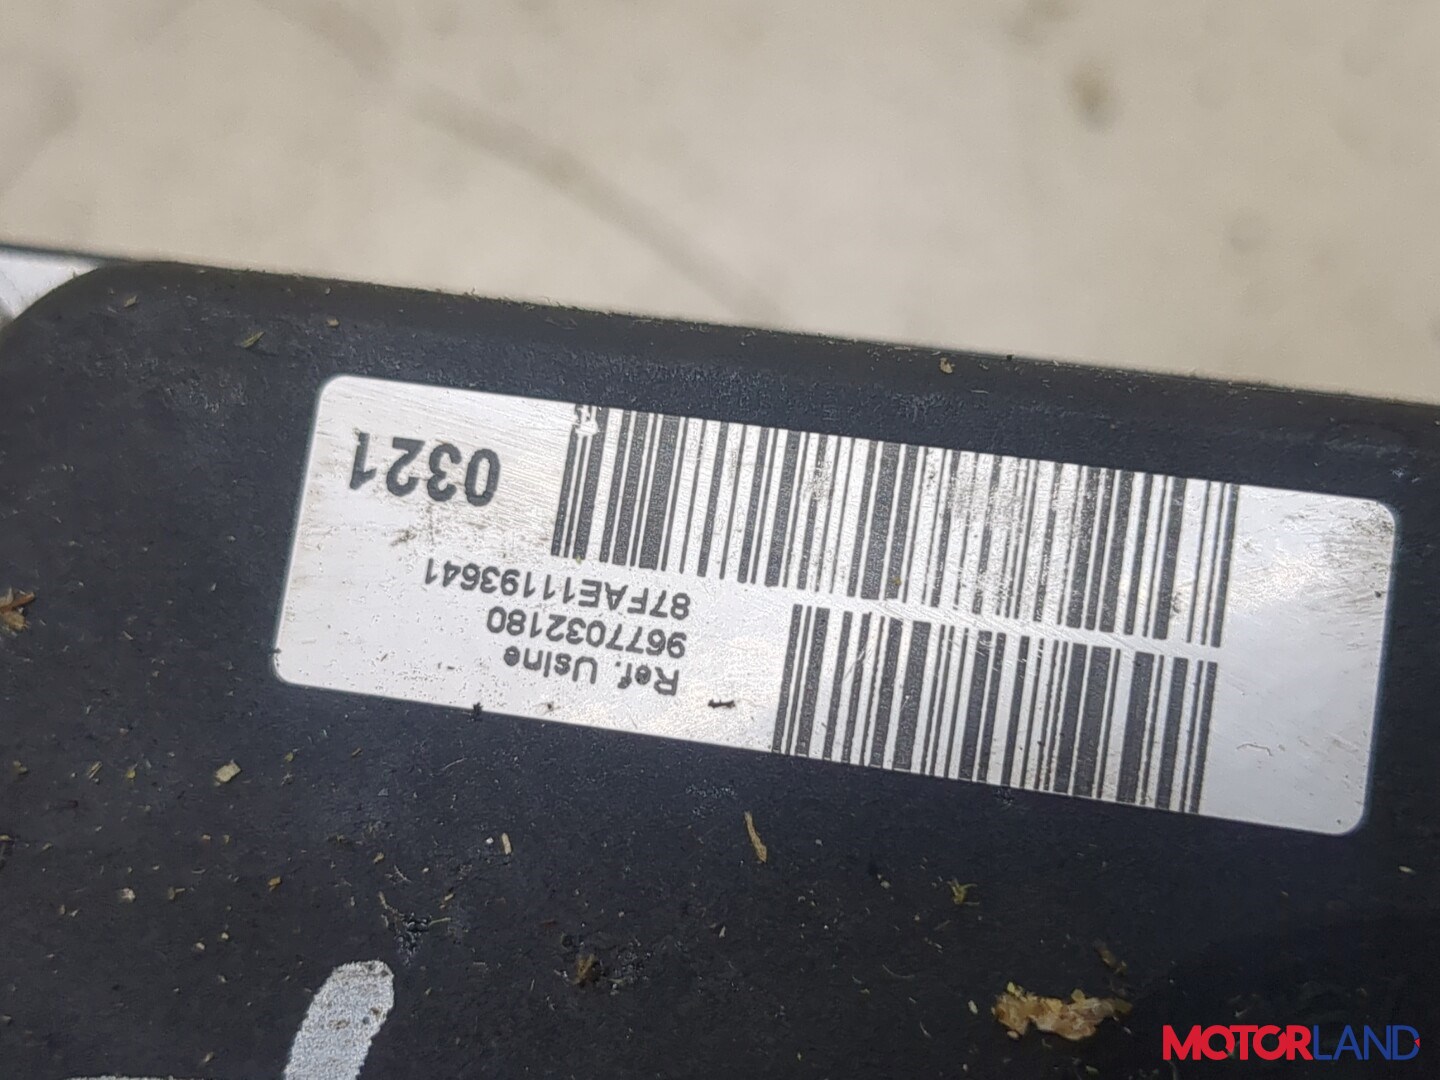 Ref. Usine
9677032180
87FAE11193641
0321
MOTORLAND